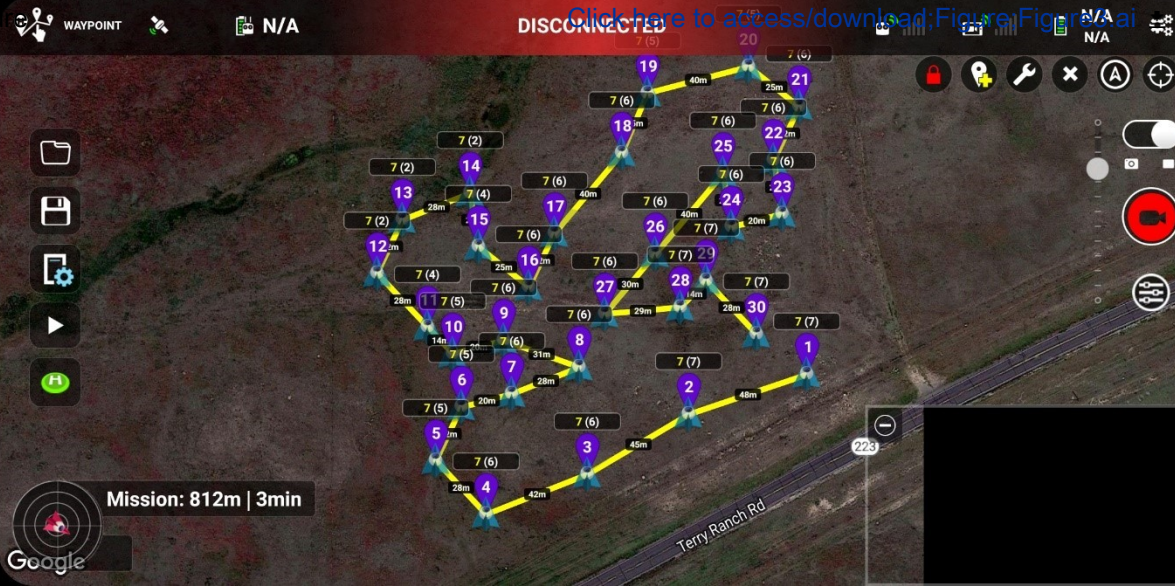 WAYPOINT
N/A
DISCONNECTED
Click here to access/download;Figure;Figure3.ai
N/A
N/A
7 (5)
20
7 (6)
19
40m
25m
21
7 (6)
7 (6)
18
7 (6)
22
7 (2)
25
7 (6)
14
7 (2)
7 (6)
23
13
7 (4)
7 (6)
40m
24
28m
17
7 (6)
40m
20m
7 (2)
15
7 (6)
26
7 (7)
12
25m
16
7 (6)
7 (7)
29
7 (4)
7 (6)
27
30m
28
14m
7 (7)
28m
11
7 (5)
9
7 (6)
29m
28m
30
10
14m
7 (6)
8
7 (7)
1
7 (5)
31m
7 (7)
6
7
28m
2
48m
7 (5)
20m
5
7 (6)
3
45m
7 (6)
28m
4
42m
223
Mission: 812m | 3min
Terry Ranch Rd
Google